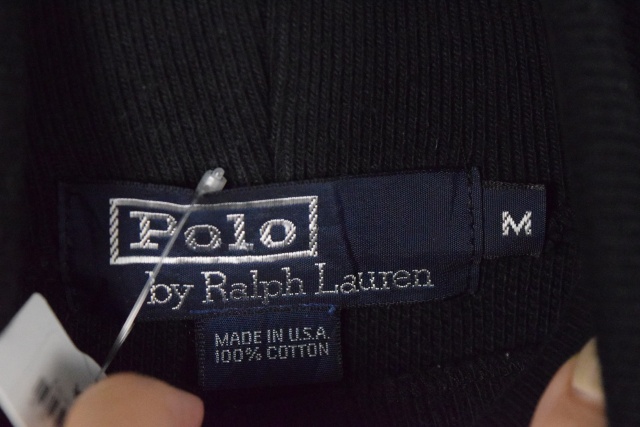 Polo
by Ralph Lauren
M
MADE IN U.S.A.
100% COTTON